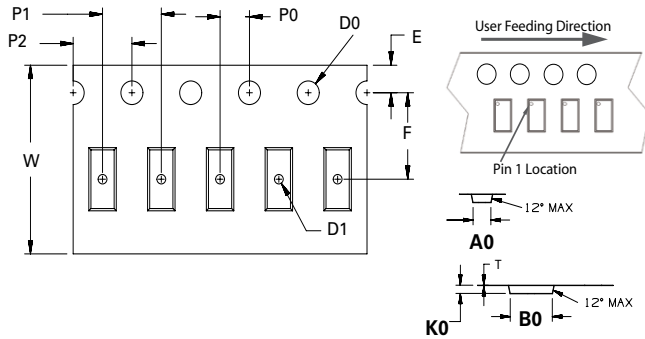 P1
P0
D0
P2
E
User Feeding Direction
F
W
Pin 1 Location
D1
12° MAX
A0
T
12° MAX
K0
B0